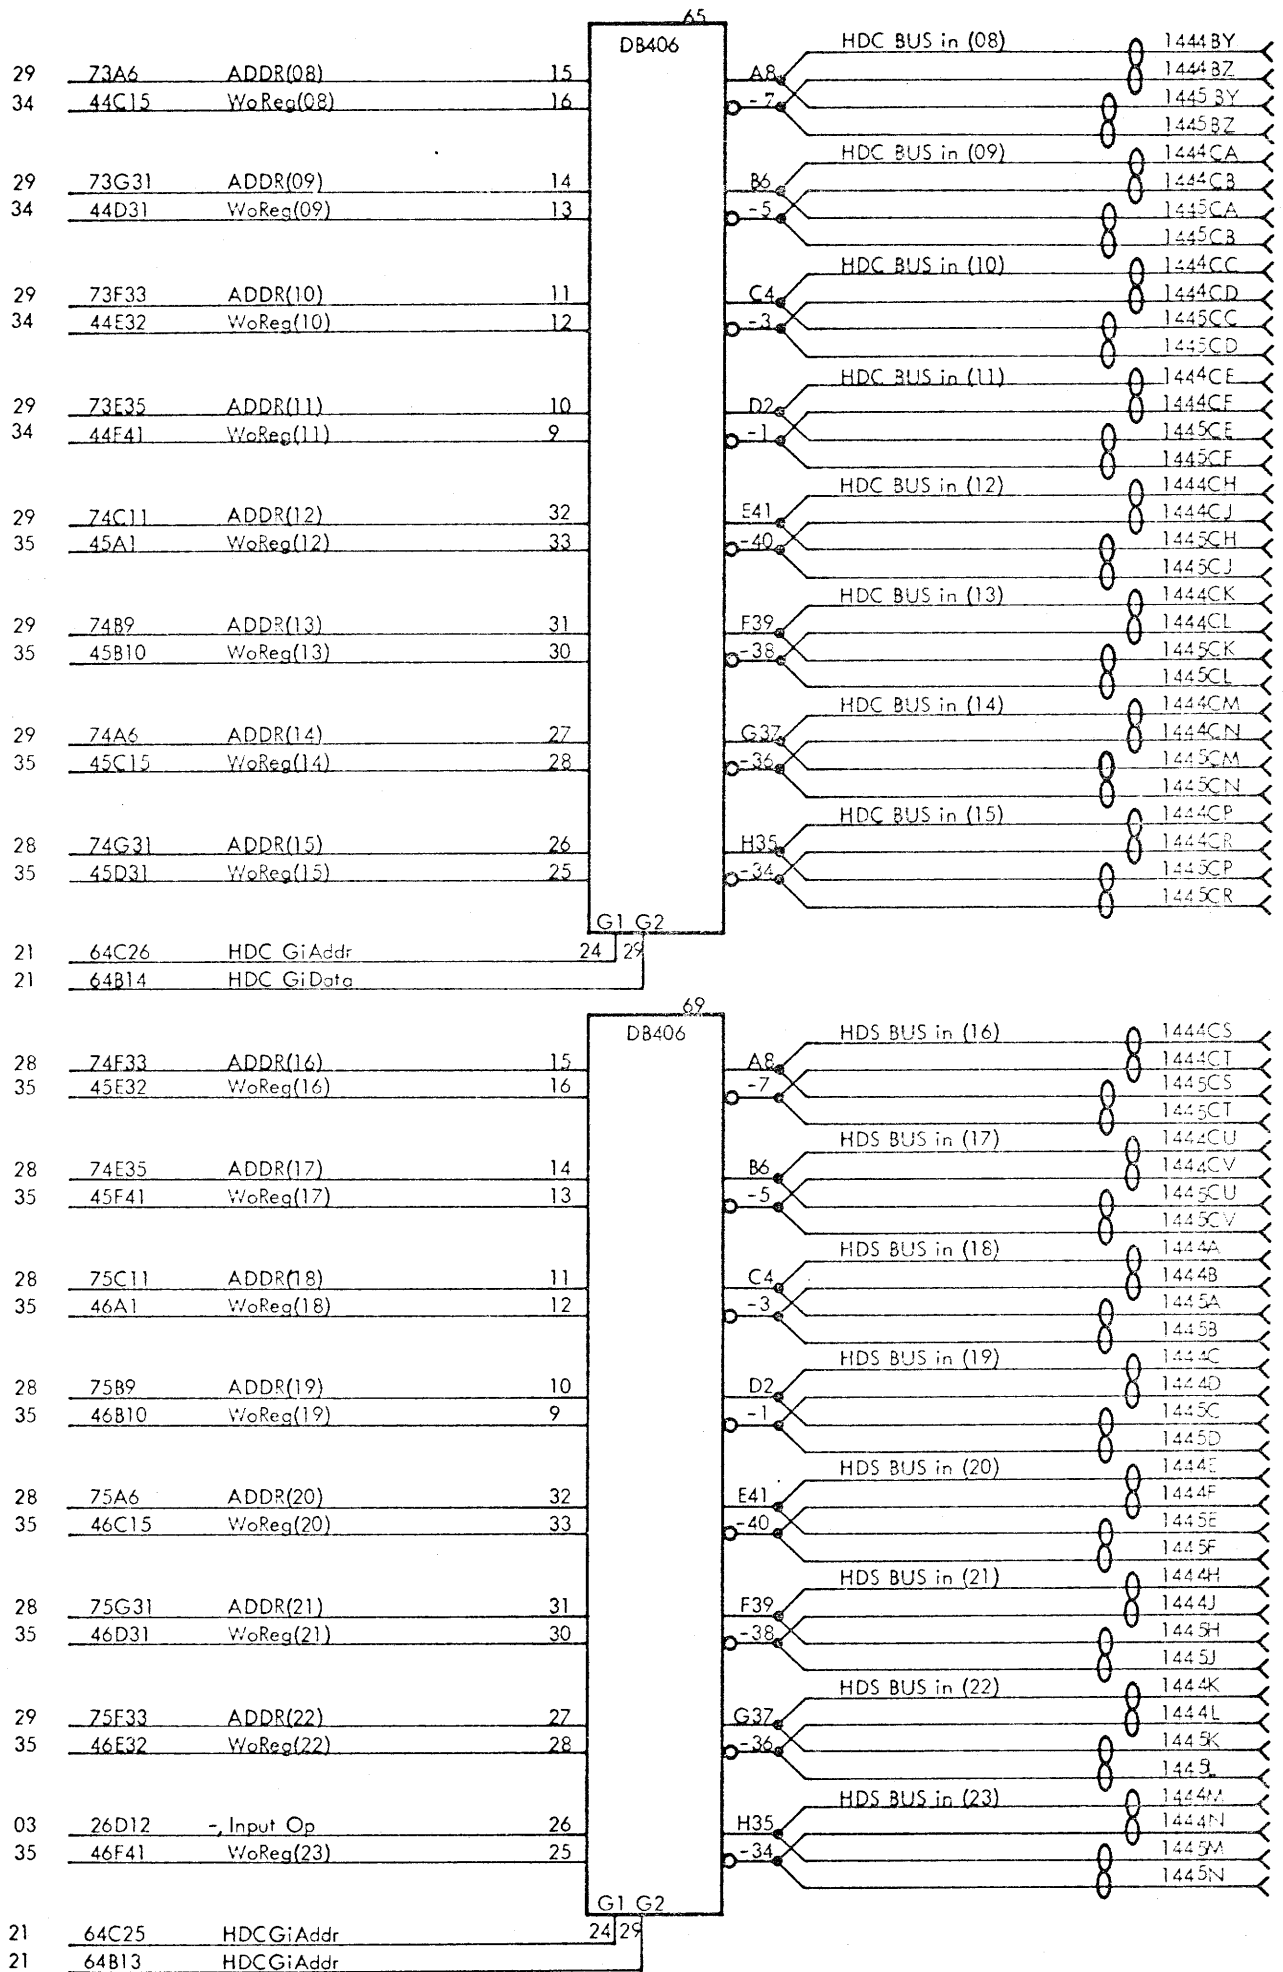 65
DB406
HDC BUS in (08) 1444BY
29 73A6 ADDR(08) 15 A8 1444BZ
34 44C15 WoReg(08) 16 -7 1445BY
1445BZ
HDC BUS in (09) 1444CA
29 73G31 ADDR(09) 14 B6 1444CB
34 44D31 WoReg(09) 13 -5 1445CA
1445CB
HDC BUS in (10) 1444CC
29 73F33 ADDR(10) 11 C4 1444CD
34 44E32 WoReg(10) 12 -3 1445CC
1445CD
HDC BUS in (11) 1444CE
29 73E35 ADDR(11) 10 D2 1444CF
34 44F41 WoReg(11) 9 -1 1445CE
1445CF
HDC BUS in (12) 1444CH
29 74C11 ADDR(12) 32 E41 1444CJ
35 45A1 WoReg(12) 33 -40 1445CH
1445CJ
HDC BUS in (13) 1444CK
29 74B9 ADDR(13) 31 F39 1444CL
35 45B10 WoReg(13) 30 -38 1445CK
1445CL
HDC BUS in (14) 1444CM
29 74A6 ADDR(14) 27 G37 1444CN
35 45C15 WoReg(14) 28 -36 1445CM
1445CN
HDC BUS in (15) 1444CP
28 74G31 ADDR(15) 26 H35 1444CR
35 45D31 WoReg(15) 25 -34 1445CP
1445CR
G1 G2
21 64C26 HDC GiAddr 24 29
21 64B14 HDC GiData
69
DB406
HDS BUS in (16) 1444CS
28 74F33 ADDR(16) 15 A8 1444CT
35 45E32 WoReg(16) 16 -7 1445CS
1445CT
HDS BUS in (17) 1444CU
28 74E35 ADDR(17) 14 B6 1444CV
35 45F41 WoReg(17) 13 -5 1445CU
1445CV
HDS BUS in (18) 1444A
28 75C11 ADDR(18) 11 C4 1444B
35 46A1 WoReg(18) 12 -3 1445A
1445B
HDS BUS in (19) 1444C
28 75B9 ADDR(19) 10 D2 1444D
35 46B10 WoReg(19) 9 -1 1445C
1445D
HDS BUS in (20) 1444E
28 75A6 ADDR(20) 32 E41 1444F
35 46C15 WoReg(20) 33 -40 1445E
1445F
HDS BUS in (21) 1444H
28 75G31 ADDR(21) 31 F39 1444J
35 46D31 WoReg(21) 30 -38 1445H
1445J
HDS BUS in (22) 1444K
29 75F33 ADDR(22) 27 G37 1444L
35 46E32 WoReg(22) 28 -36 1445K
1445L
HDS BUS in (23) 1444M
03 26D12 -, Input Op 26 H35 1444N
35 46F41 WoReg(23) 25 -34 1445M
1445N
G1 G2
21 64C25 HDCGiAddr 24 29
21 64B13 HDCGiAddr